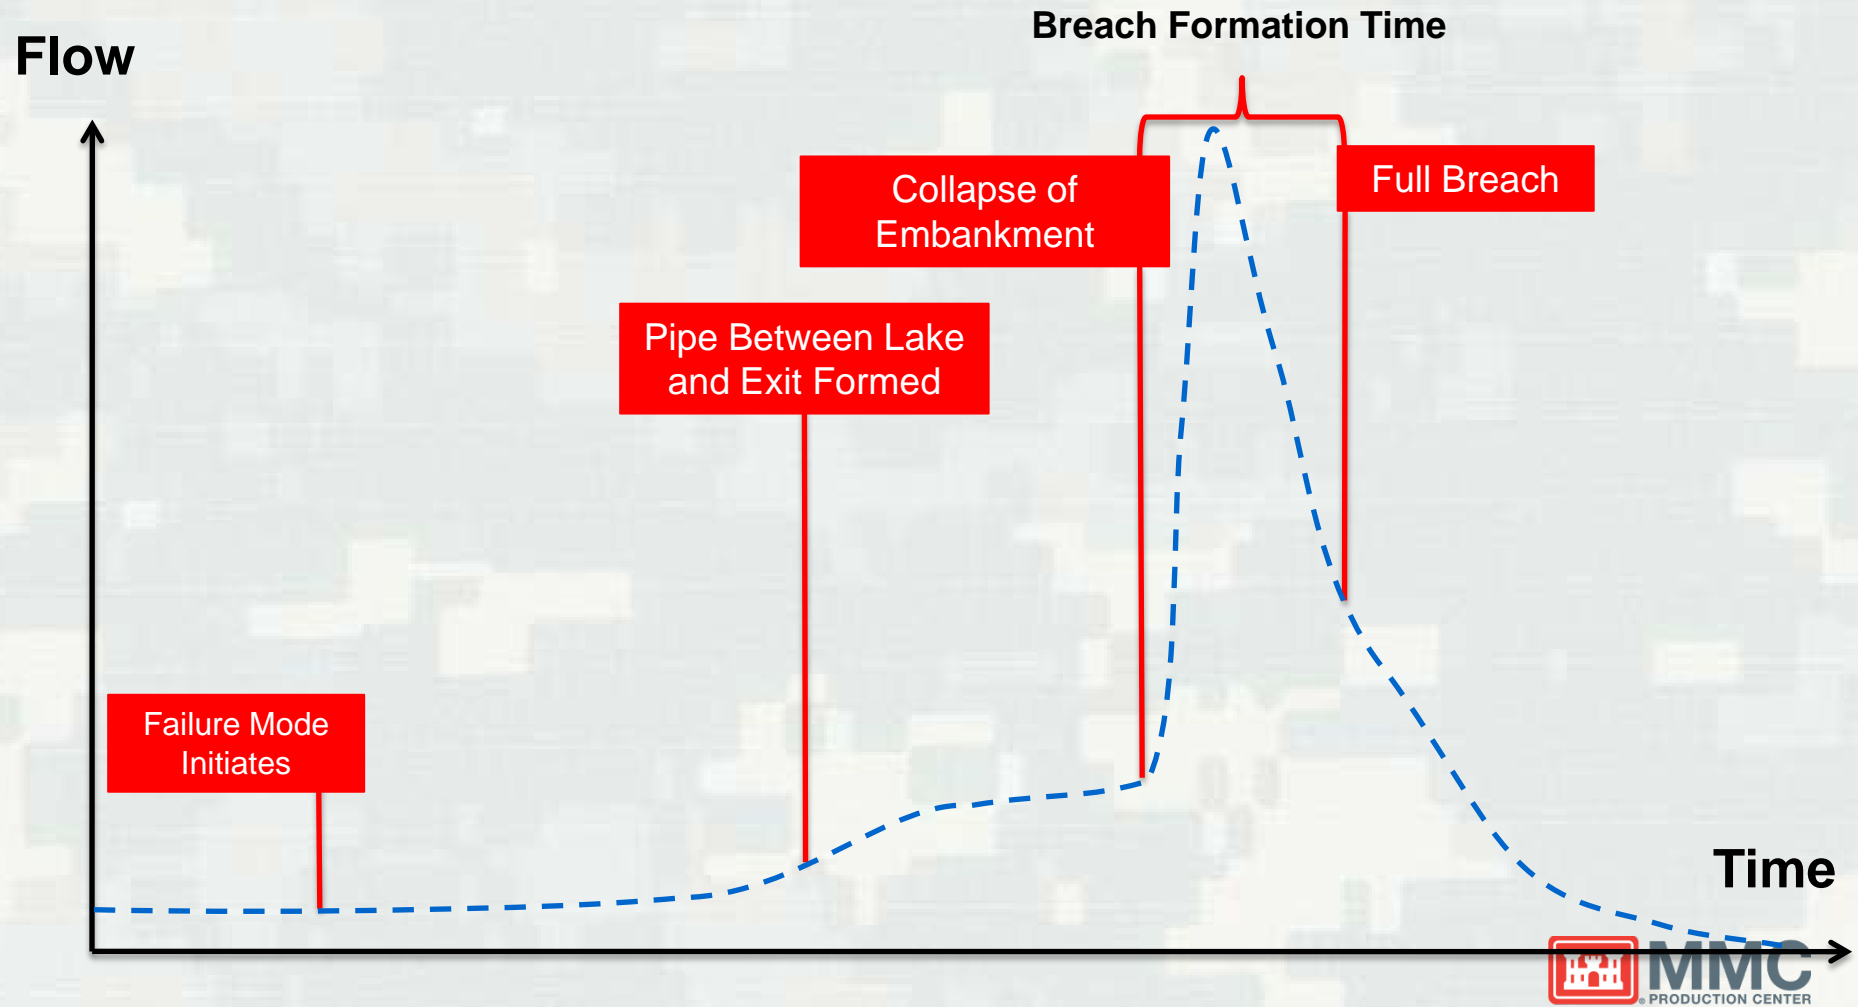 Breach Formation Time
Flow
Collapse of
Embankment
Full Breach
Pipe Between Lake
and Exit Formed
Failure Mode
Initiates
Time
MMC
® PRODUCTION CENTER